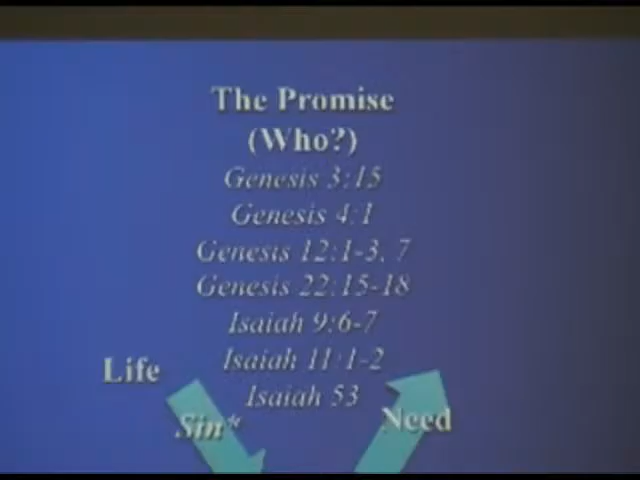 The Promise
(Who?)
Genesis 3:15
Genesis 4:1
Genesis 12:1-3, 7
Genesis 22:15-18
Isaiah 9:6-7
Isaiah 11:1-2
Life
Isaiah 53
Sin*
Need